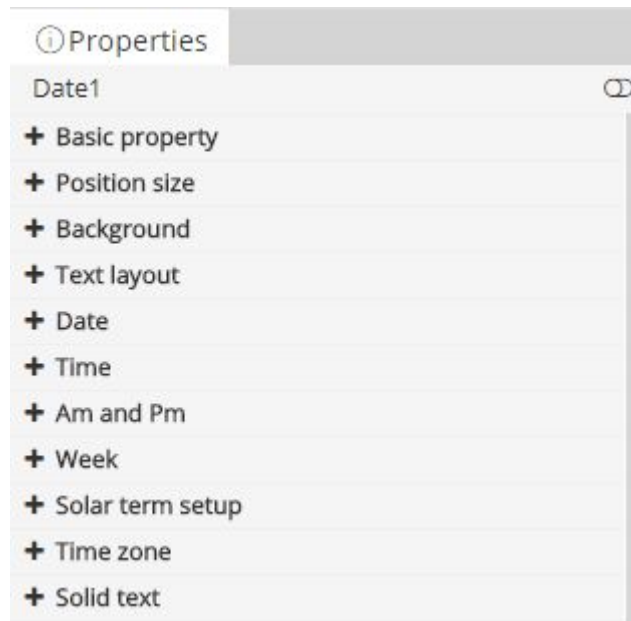 Properties
Date1
Basic property
Position size
Background
Text layout
Date
Time
Am and Pm
Week
Solar term setup
Time zone
Solid text